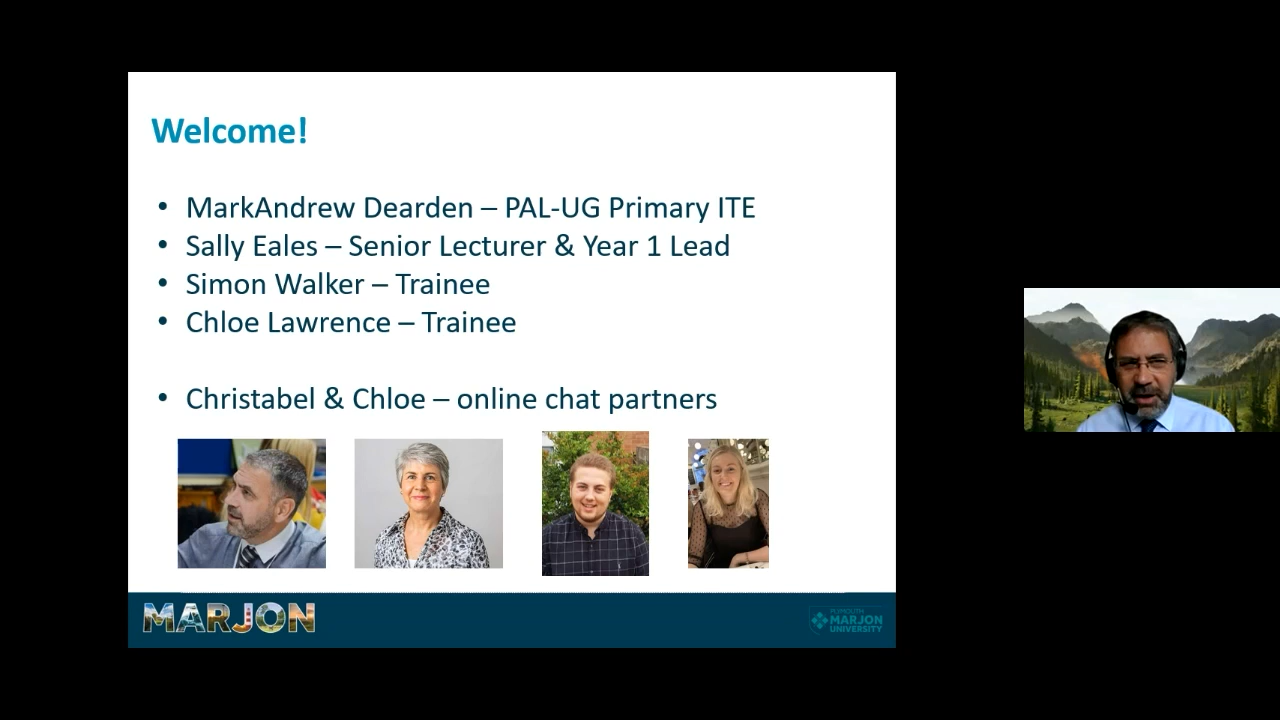 Welcome!
• MarkAndrew Dearden – PAL-UG Primary ITE
• Sally Eales – Senior Lecturer & Year 1 Lead
• Simon Walker – Trainee
• Chloe Lawrence – Trainee
• Christabel & Chloe – online chat partners
MARJON
PLYMOUTH
MARJON
UNIVERSITY